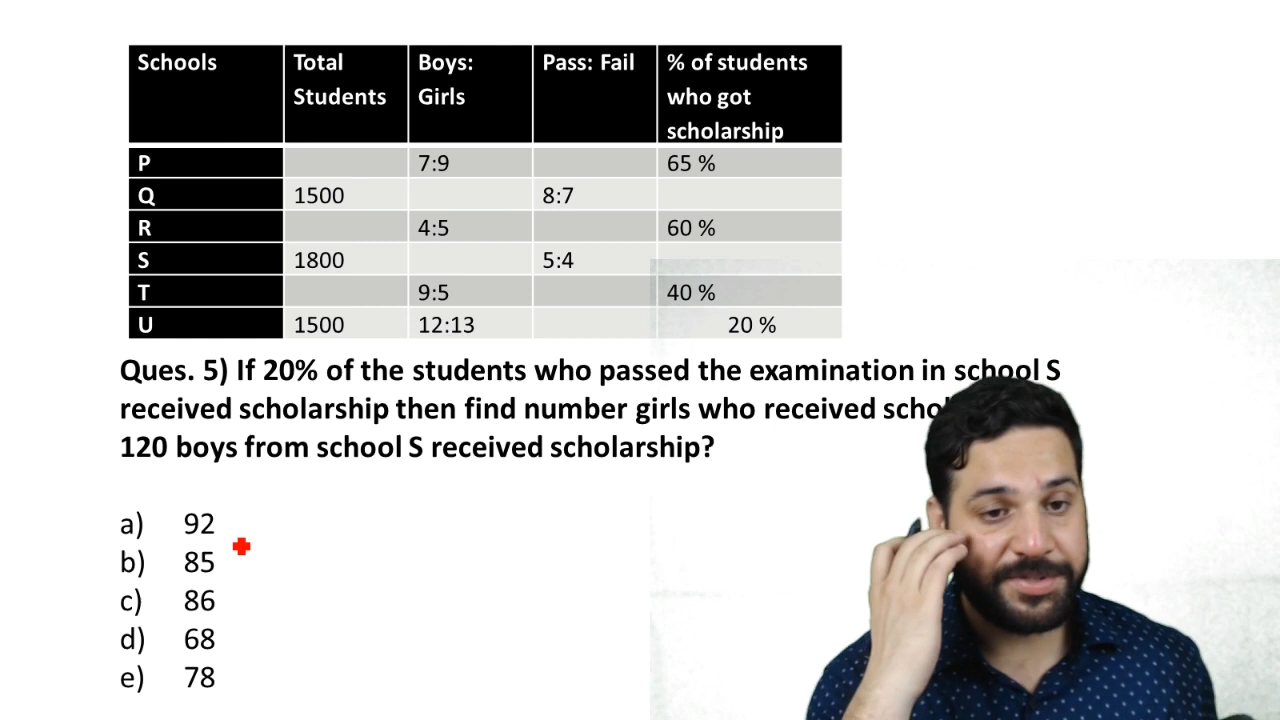 Schools Total Students Boys: Girls Pass: Fail % of students who got scholarship
P 7:9 65 %
Q 1500 8:7
R 4:5 60 %
S 1800 5:4
T 9:5 40 %
U 1500 12:13 20 %
Ques. 5) If 20% of the students who passed the examination in school S
received scholarship then find number girls who received
120 boys from school S received scholarship?
a) 92
b) 85
c) 86
d) 68
e) 78